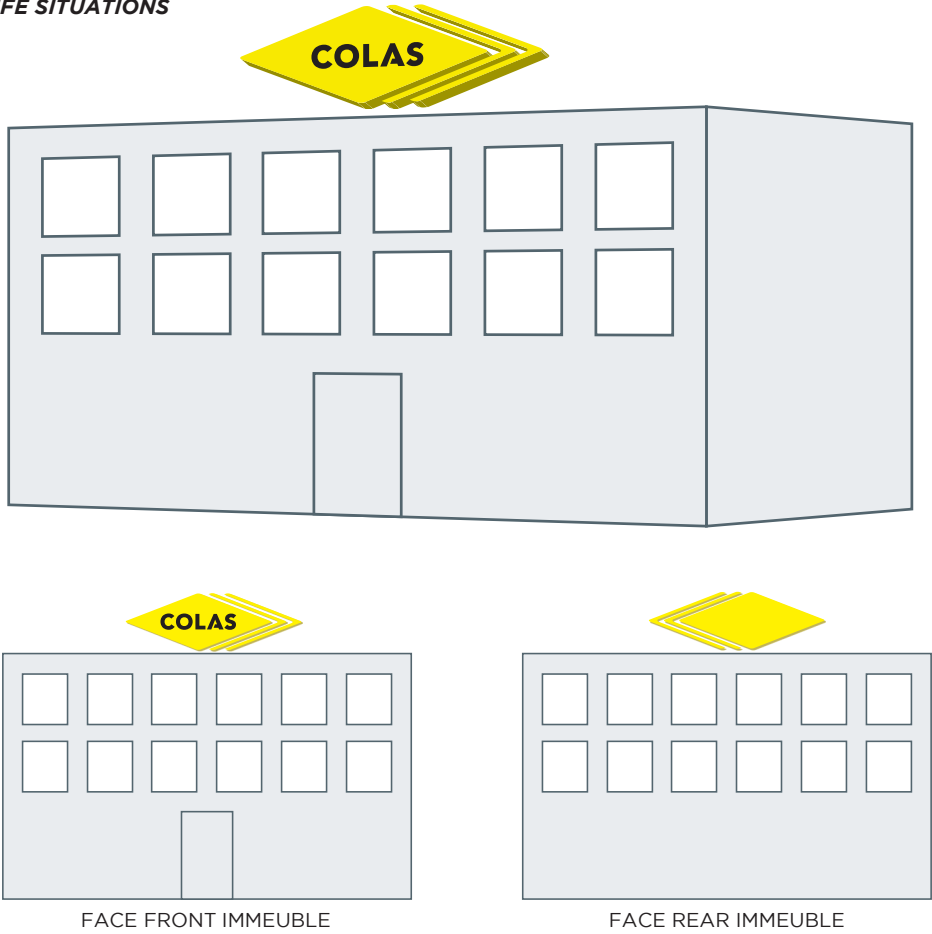 FE SITUATIONS
COLAS
COLAS
FACE FRONT IMMEUBLE
FACE REAR IMMEUBLE